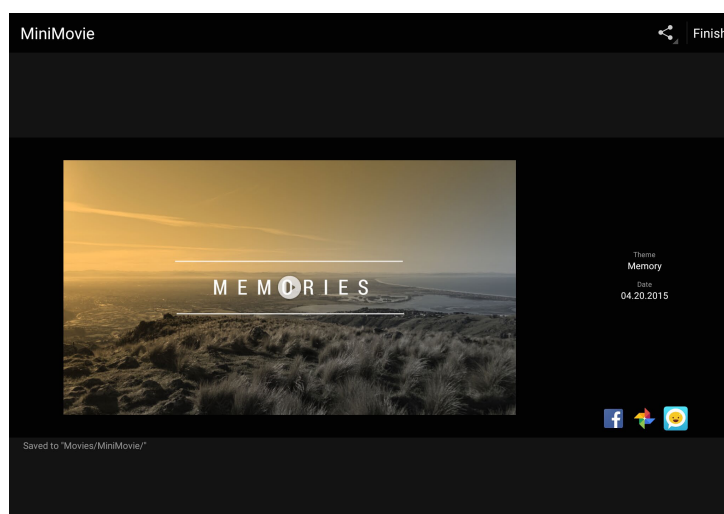 MiniMovie
Finish
MEMORIES
Theme
Memory
Date
04.20.2015
Saved to "Movies/MiniMovie/"